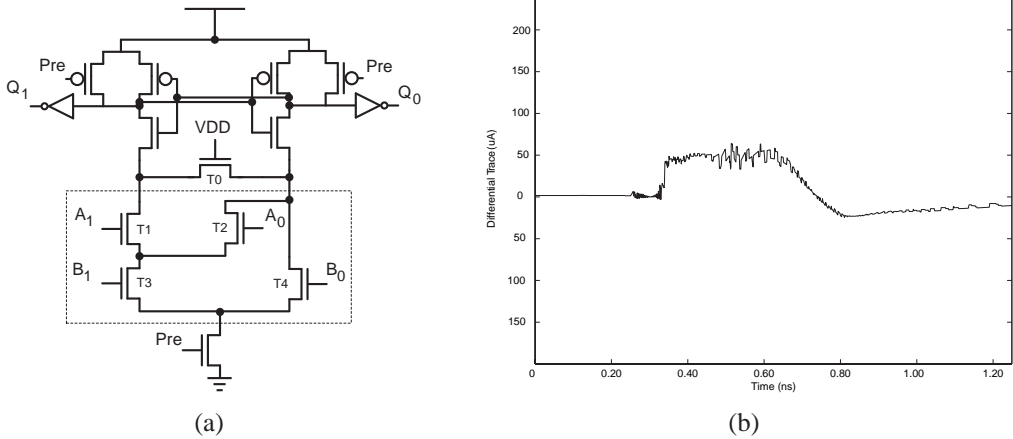 Pre
Pre
Q1
Q0
VDD
T0
A1
T1
T2
A0
B1
T3
T4
B0
Pre
(a)
200
150
100
50
0
50
100
150
Differential Trace (uA)
0
0.20
0.40
0.60
0.80
1.00
1.20
Time (ns)
(b)